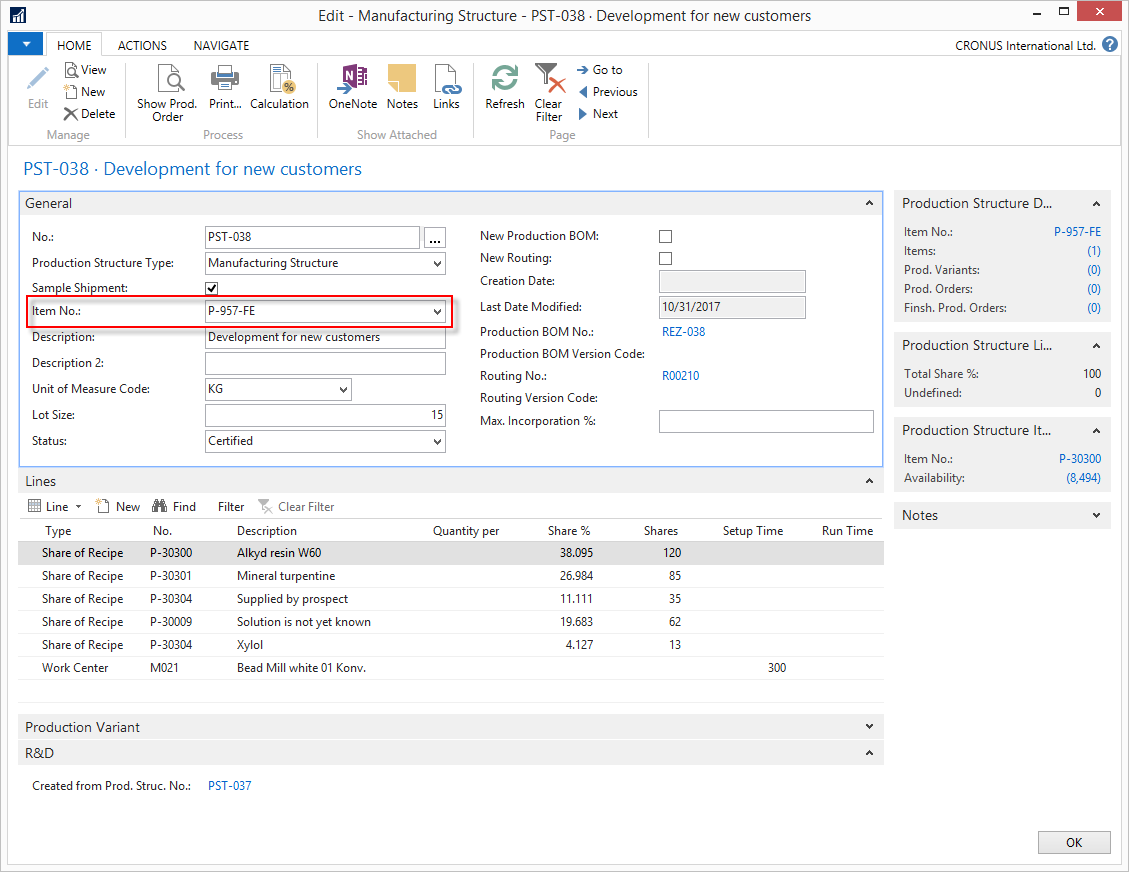 Edit - Manufacturing Structure - PST-038 · Development for new customers
HOME ACTIONS NAVIGATE CRONUS International Ltd. ?
Edit
View
New
Delete
Manage
Show Prod. Order
Print...
Calculation
Process
OneNote
Notes
Links
Show Attached
Refresh
Clear Filter
Go to
Previous
Next
Page
PST-038 · Development for new customers
General
No.: PST-038 ...
Production Structure Type: Manufacturing Structure
Sample Shipment:
Item No.: P-957-FE
Description: Development for new customers
Description 2:
Unit of Measure Code: KG
Lot Size: 15
Status: Certified
New Production BOM:
New Routing:
Creation Date:
Last Date Modified: 10/31/2017
Production BOM No.: REZ-038
Production BOM Version Code:
Routing No.: R00210
Routing Version Code:
Max. Incorporation %:
Lines
Line New Find Filter Clear Filter
Type No. Description Quantity per Share % Shares Setup Time Run Time
Share of Recipe P-30300 Alkyd resin W60 38.095 120
Share of Recipe P-30301 Mineral turpentine 26.984 85
Share of Recipe P-30304 Supplied by prospect 11.111 35
Share of Recipe P-30009 Solution is not yet known 19.683 62
Share of Recipe P-30304 Xylol 4.127 13
Work Center M021 Bead Mill white 01 Konv. 300
Production Variant
R&D
Created from Prod. Struc. No.: PST-037
Production Structure D...
Item No.: P-957-FE
Items: (1)
Prod. Variants: (0)
Prod. Orders: (0)
Finsh. Prod. Orders: (0)
Production Structure Li...
Total Share %: 100
Undefined: 0
Production Structure It...
Item No.: P-30300
Availability: (8,494)
Notes
OK